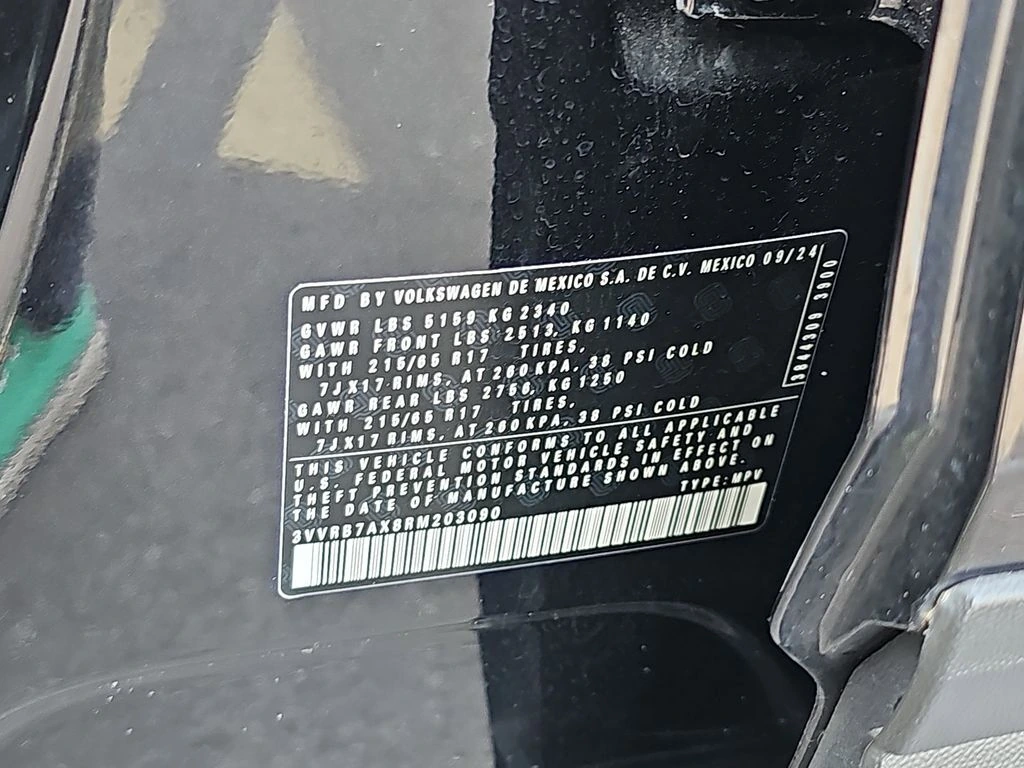 MFD BY VOLKSWAGEN DE MEXICO S.A. DE C.V. MEXICO 09/24
GVWR LBS 5159 KG 2340
GAWR FRONT LBS 2513, KG 1140
WITH 215/65 R17 TIRES,
7JX17 RIMS, AT 260 KPA, 38 PSI COLD
GAWR REAR LBS 2756, KG 1250
WITH 215/65 R17 TIRES,
7JX17 RIMS, AT 260 KPA, 38 PSI COLD
THIS VEHICLE CONFORMS TO ALL APPLICABLE
U.S. FEDERAL MOTOR VEHICLE SAFETY AND
THEFT PREVENTION STANDARDS IN EFFECT ON
THE DATE OF MANUFACTURE SHOWN ABOVE.
3VVRB7AX8RM203090 TYPE: MPV